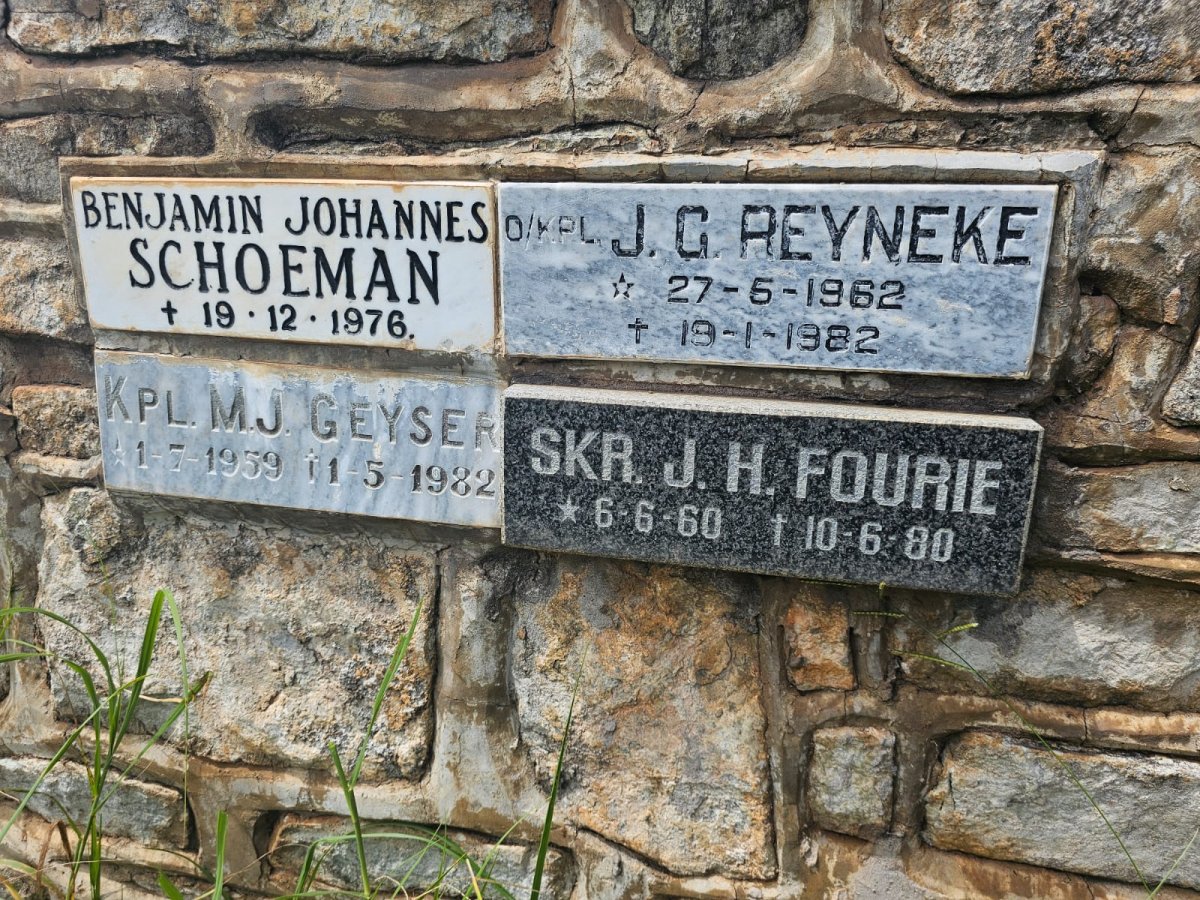 BENJAMIN JOHANNES
SCHOEMAN
† 19·12·1976.
O/KPL. J. G. REYNEKE
☆ 27-5-1962
† 19-1-1982
KPL. M.J. GEYSER
★ 1-7-1959 † 1-5-1982
SKR. J. H. FOURIE
★ 6-6-60 † 10-6-80